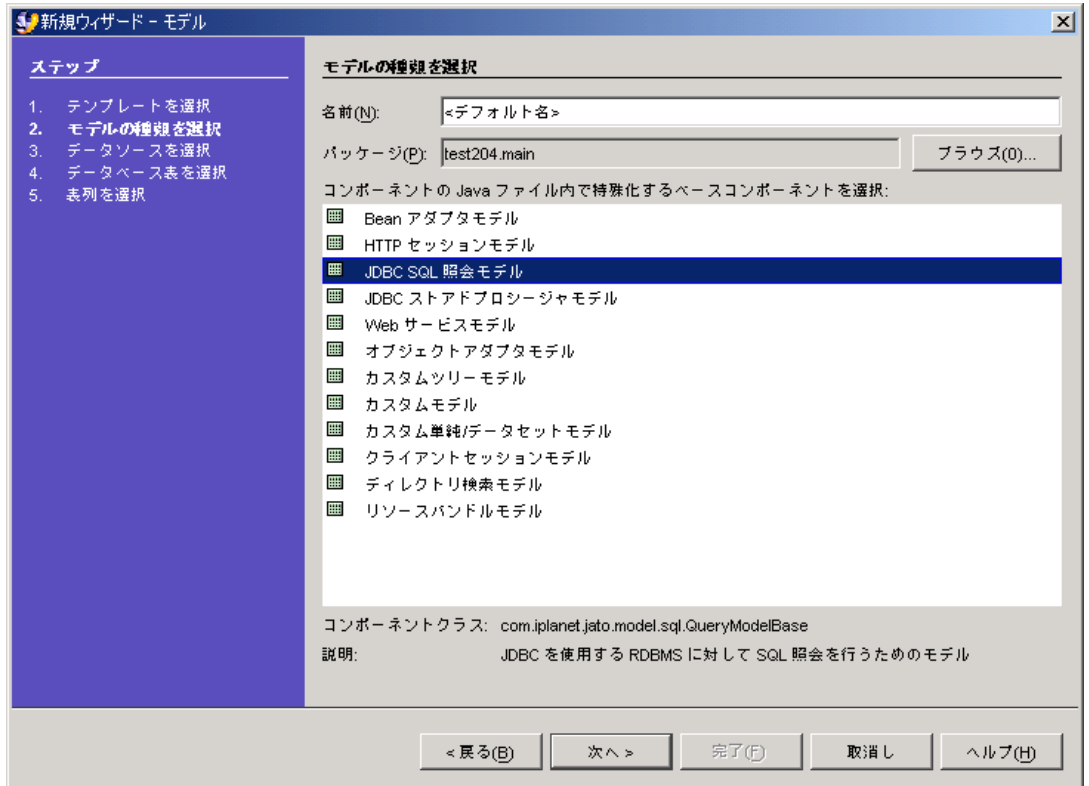 新規ウィザード - モデル
ステップ
1. テンプレートを選択
2. モデルの種類を選択
3. データソースを選択
4. データベース表を選択
5. 表列を選択
モデルの種類を選択
名前(N): <デフォルト名>
パッケージ(P): test204.main ブラウズ(O)...
コンポーネントの Java ファイル内で特殊化するベースコンポーネントを選択:
Bean アダプタモデル
HTTP セッションモデル
JDBC SQL 照会モデル
JDBC ストアドプロシージャモデル
Web サービスモデル
オブジェクトアダプタモデル
カスタムツリーモデル
カスタムモデル
カスタム単純/データセットモデル
クライアントセッションモデル
ディレクトリ検索モデル
リソースバンドルモデル
コンポーネントクラス: com.iplanet.jato.model.sql.QueryModelBase
説明: JDBC を使用する RDBMS に対して SQL 照会を行うためのモデル
< 戻る(B) 次へ > 完了(F) 取消し ヘルプ(H)